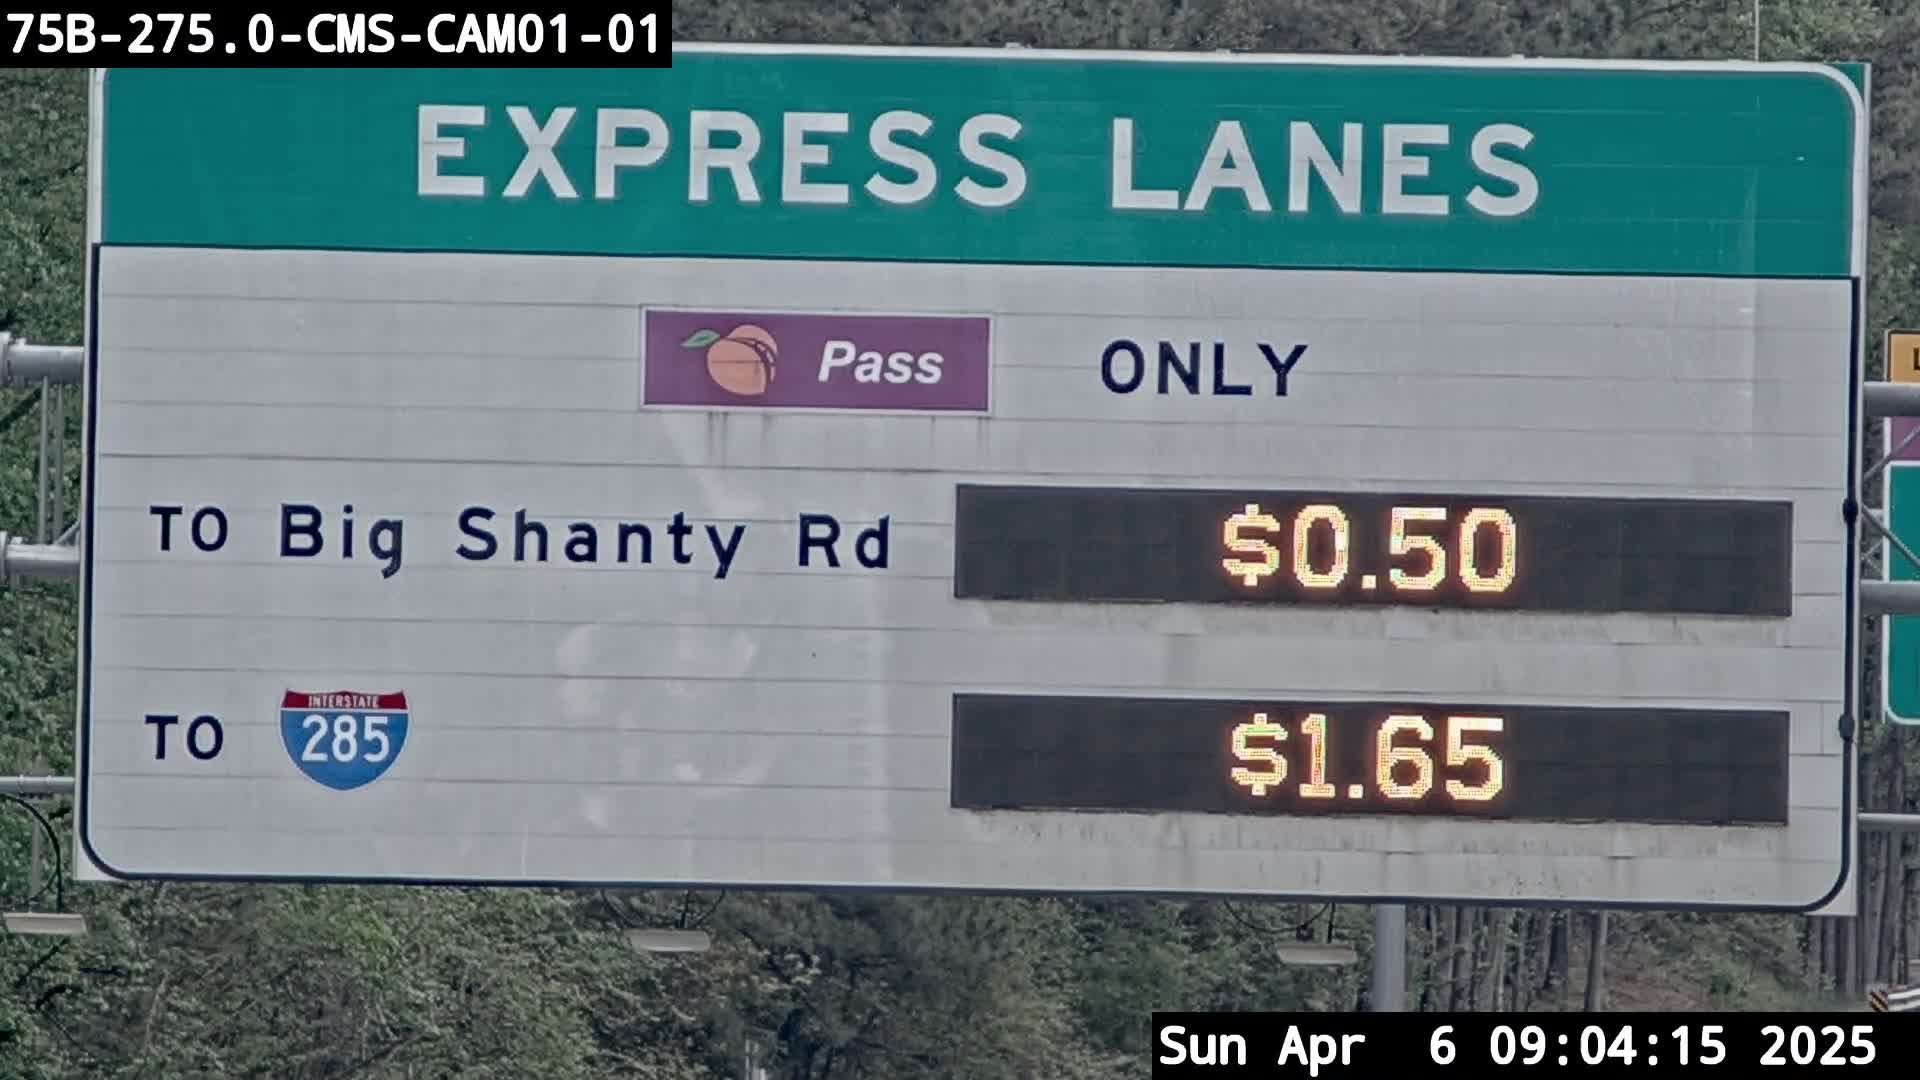 75B-275.0-CMS-CAM01-01
EXPRESS LANES
Pass ONLY
TO Big Shanty Rd $0.50
TO INTERSTATE 285 $1.65
Sun Apr 6 09:04:15 2025